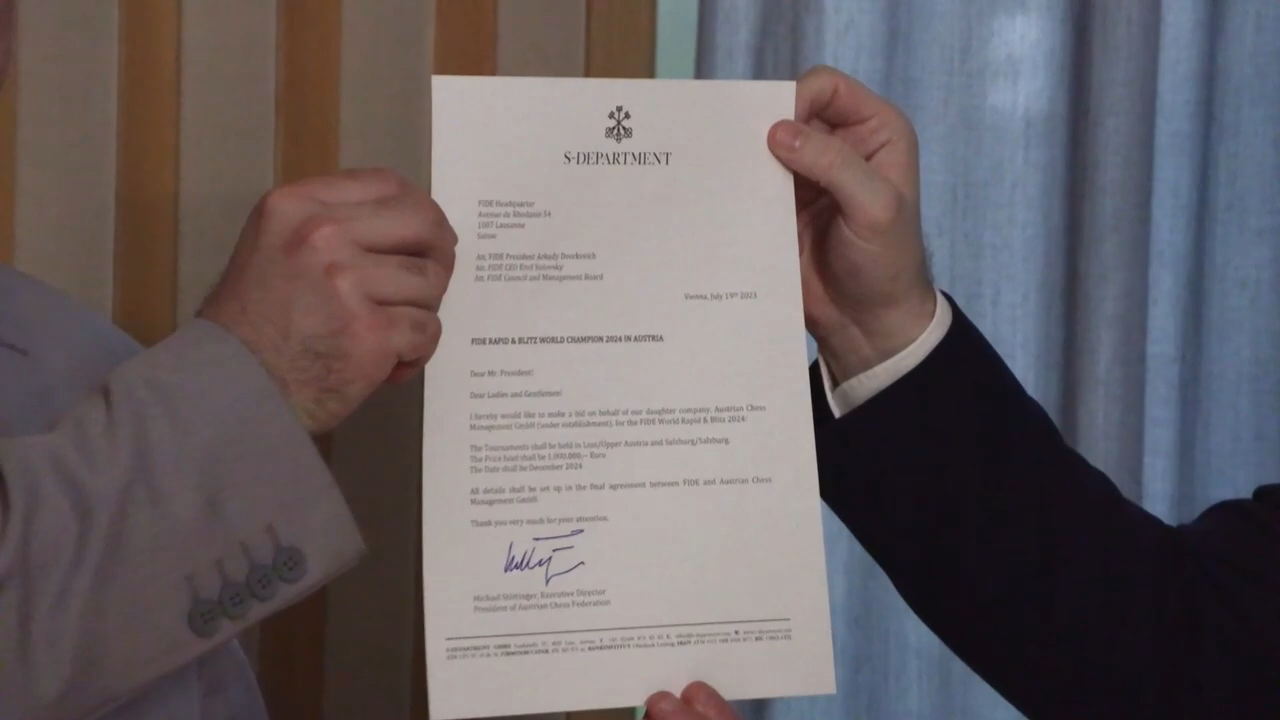 S-DEPARTMENT
FIDE Headquarter
Avenue de Rhodanie 54
1007 Lausanne
Suisse
Att. FIDE President Arkady Dvorkovich
Att. FIDE CEO Emil Sutovsky
Att. FIDE Council and Management Board
Vienna, July 19th 2023
FIDE RAPID & BLITZ WORLD CHAMPION 2024 IN AUSTRIA
Dear Mr. President!
Dear Ladies and Gentlemen!
I hereby would like to make a bid on behalf of our daughter company, Austrian Chess
Management GmbH (under establishment), for the FIDE World Rapid & Blitz 2024:
The Tournaments shall be held in Linz/Upper Austria and Salzburg/Salzburg.
The Price fund shall be 1.000.000,-- Euro
The Date shall be December 2024
All details shall be set up in the final agreement between FIDE and Austrian Chess
Management GmbH.
Thank you very much for your attention.
Michael Stöttinger, Executive Director
President of Austrian Chess Federation
S-DEPARTMENT GMBH